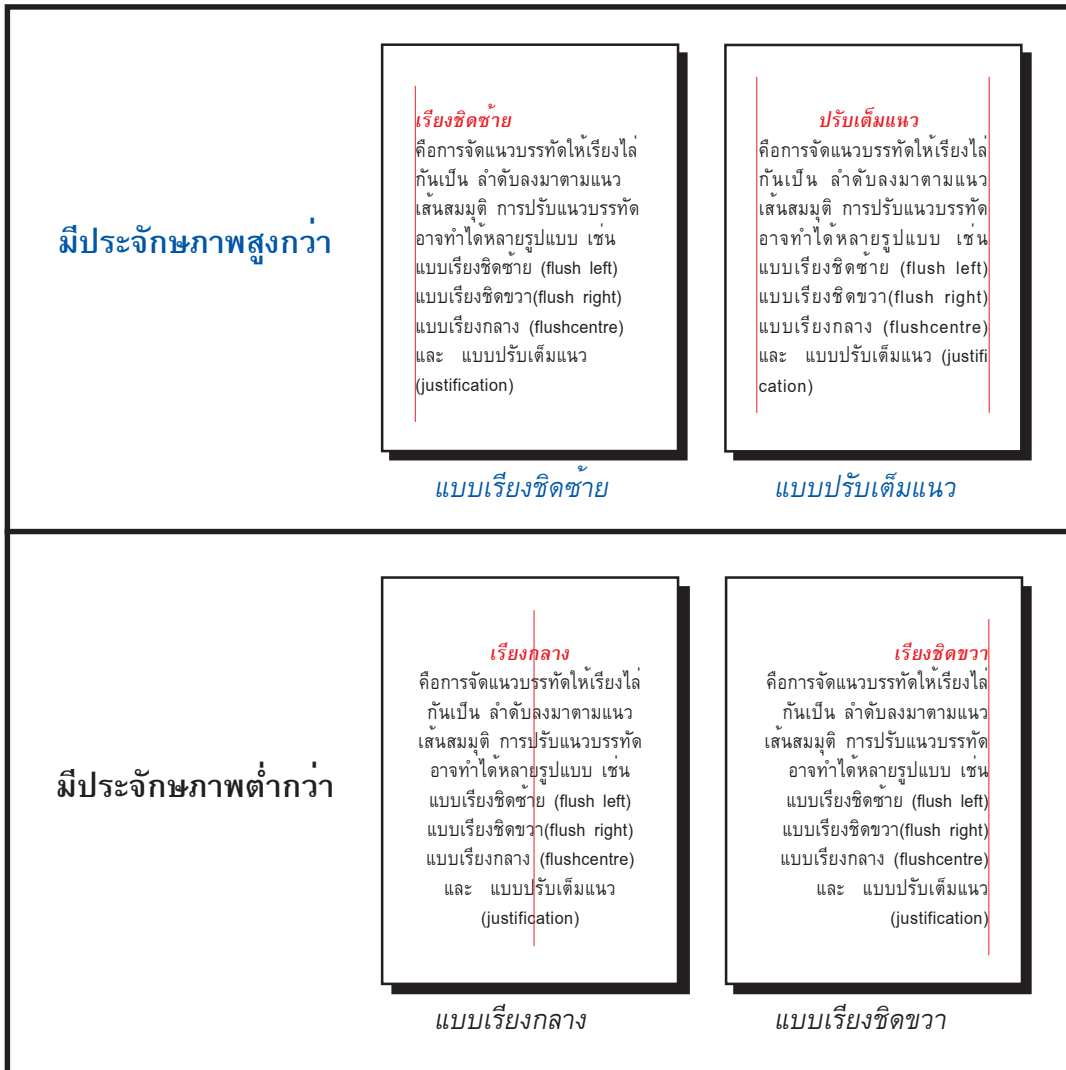 มีประจักษภาพสูงกว่า
เรียงชิดซ้าย
คือการจัดแนวบรรทัดให้เรียงไล่
กันเป็น ลำดับลงมาตามแนว
เส้นสมมุติ การปรับแนวบรรทัด
อาจทำได้หลายรูปแบบ เช่น
แบบเรียงชิดซ้าย (flush left)
แบบเรียงชิดขวา(flush right)
แบบเรียงกลาง (flushcentre)
และ แบบปรับเต็มแนว
(justification)
แบบเรียงชิดซ้าย
ปรับเต็มแนว
คือการจัดแนวบรรทัดให้เรียงไล่
กันเป็น ลำดับลงมาตามแนว
เส้นสมมุติ การปรับแนวบรรทัด
อาจทำได้หลายรูปแบบ เช่น
แบบเรียงชิดซ้าย (flush left)
แบบเรียงชิดขวา(flush right)
แบบเรียงกลาง (flushcentre)
และ แบบปรับเต็มแนว (justifi
cation)
แบบปรับเต็มแนว
มีประจักษภาพต่ำกว่า
เรียงกลาง
คือการจัดแนวบรรทัดให้เรียงไล่
กันเป็น ลำดับลงมาตามแนว
เส้นสมมุติ การปรับแนวบรรทัด
อาจทำได้หลายรูปแบบ เช่น
แบบเรียงชิดซ้าย (flush left)
แบบเรียงชิดขวา(flush right)
แบบเรียงกลาง (flushcentre)
และ แบบปรับเต็มแนว
(justification)
แบบเรียงกลาง
เรียงชิดขวา
คือการจัดแนวบรรทัดให้เรียงไล่
กันเป็น ลำดับลงมาตามแนว
เส้นสมมุติ การปรับแนวบรรทัด
อาจทำได้หลายรูปแบบ เช่น
แบบเรียงชิดซ้าย (flush left)
แบบเรียงชิดขวา(flush right)
แบบเรียงกลาง (flushcentre)
และ แบบปรับเต็มแนว
(justification)
แบบเรียงชิดขวา